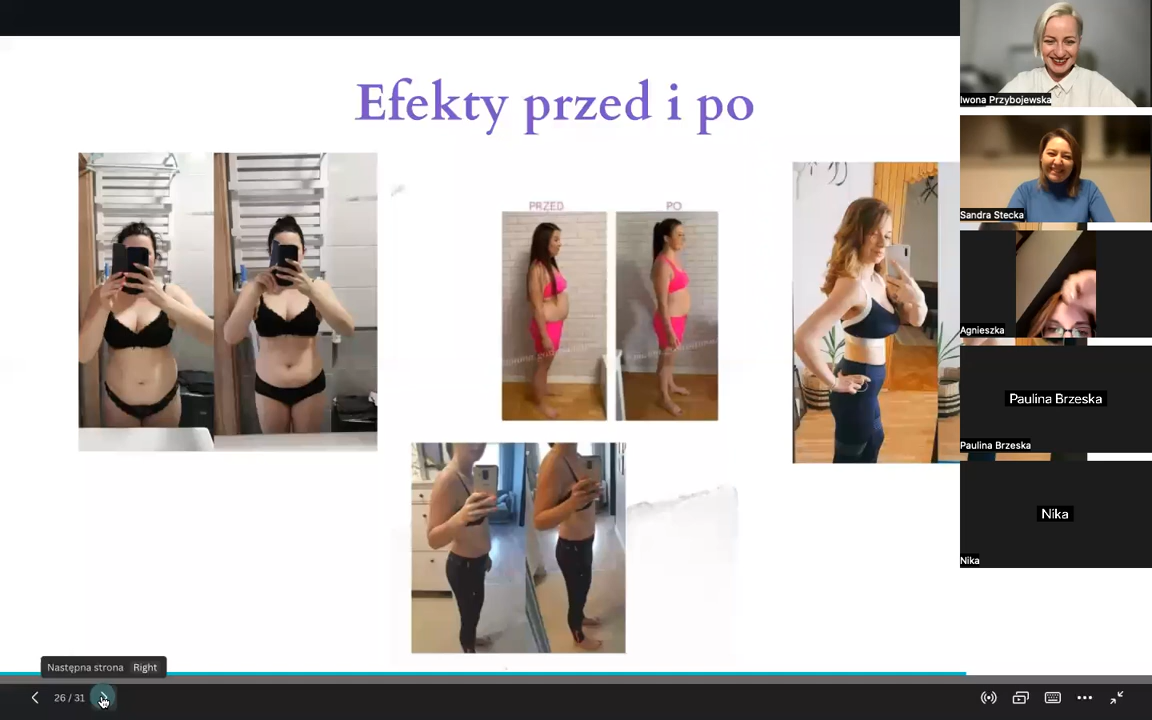 Efekty przed i po
PRZED
PO
Iwona Przybojewska
Sandra Stecka
Agnieszka
Paulina Brzeska
Paulina Brzeska
Nika
Nika
Następna strona Right
26 / 31